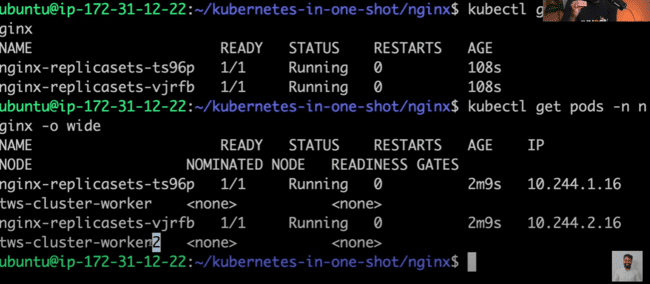 ubuntu@ip-172-31-12-22:~/kubernetes-in-one-shot/nginx$ kubectl g
ginx
NAME READY STATUS RESTARTS AGE
nginx-replicasets-ts96p 1/1 Running 0 108s
nginx-replicasets-vjrfb 1/1 Running 0 108s
ubuntu@ip-172-31-12-22:~/kubernetes-in-one-shot/nginx$ kubectl get pods -n n
ginx -o wide
NAME READY STATUS RESTARTS AGE IP
NODE NOMINATED NODE READINESS GATES
nginx-replicasets-ts96p 1/1 Running 0 2m9s 10.244.1.16
tws-cluster-worker <none> <none>
nginx-replicasets-vjrfb 1/1 Running 0 2m9s 10.244.2.16
tws-cluster-worker2 <none> <none>
ubuntu@ip-172-31-12-22:~/kubernetes-in-one-shot/nginx$